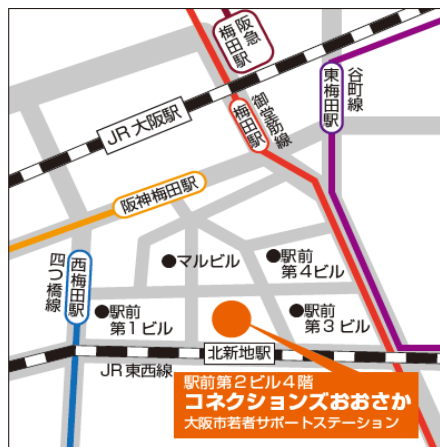 阪急
梅田駅
谷町線
東梅田駅
御堂筋線
梅田駅
JR大阪駅
阪神梅田駅
西梅田駅
四つ橋線
●マルビル
●駅前
第4ビル
●駅前
第1ビル
●駅前
第3ビル
北新地駅
JR東西線
駅前第2ビル4階
コネクションズおおさか
大阪市若者サポートステーション